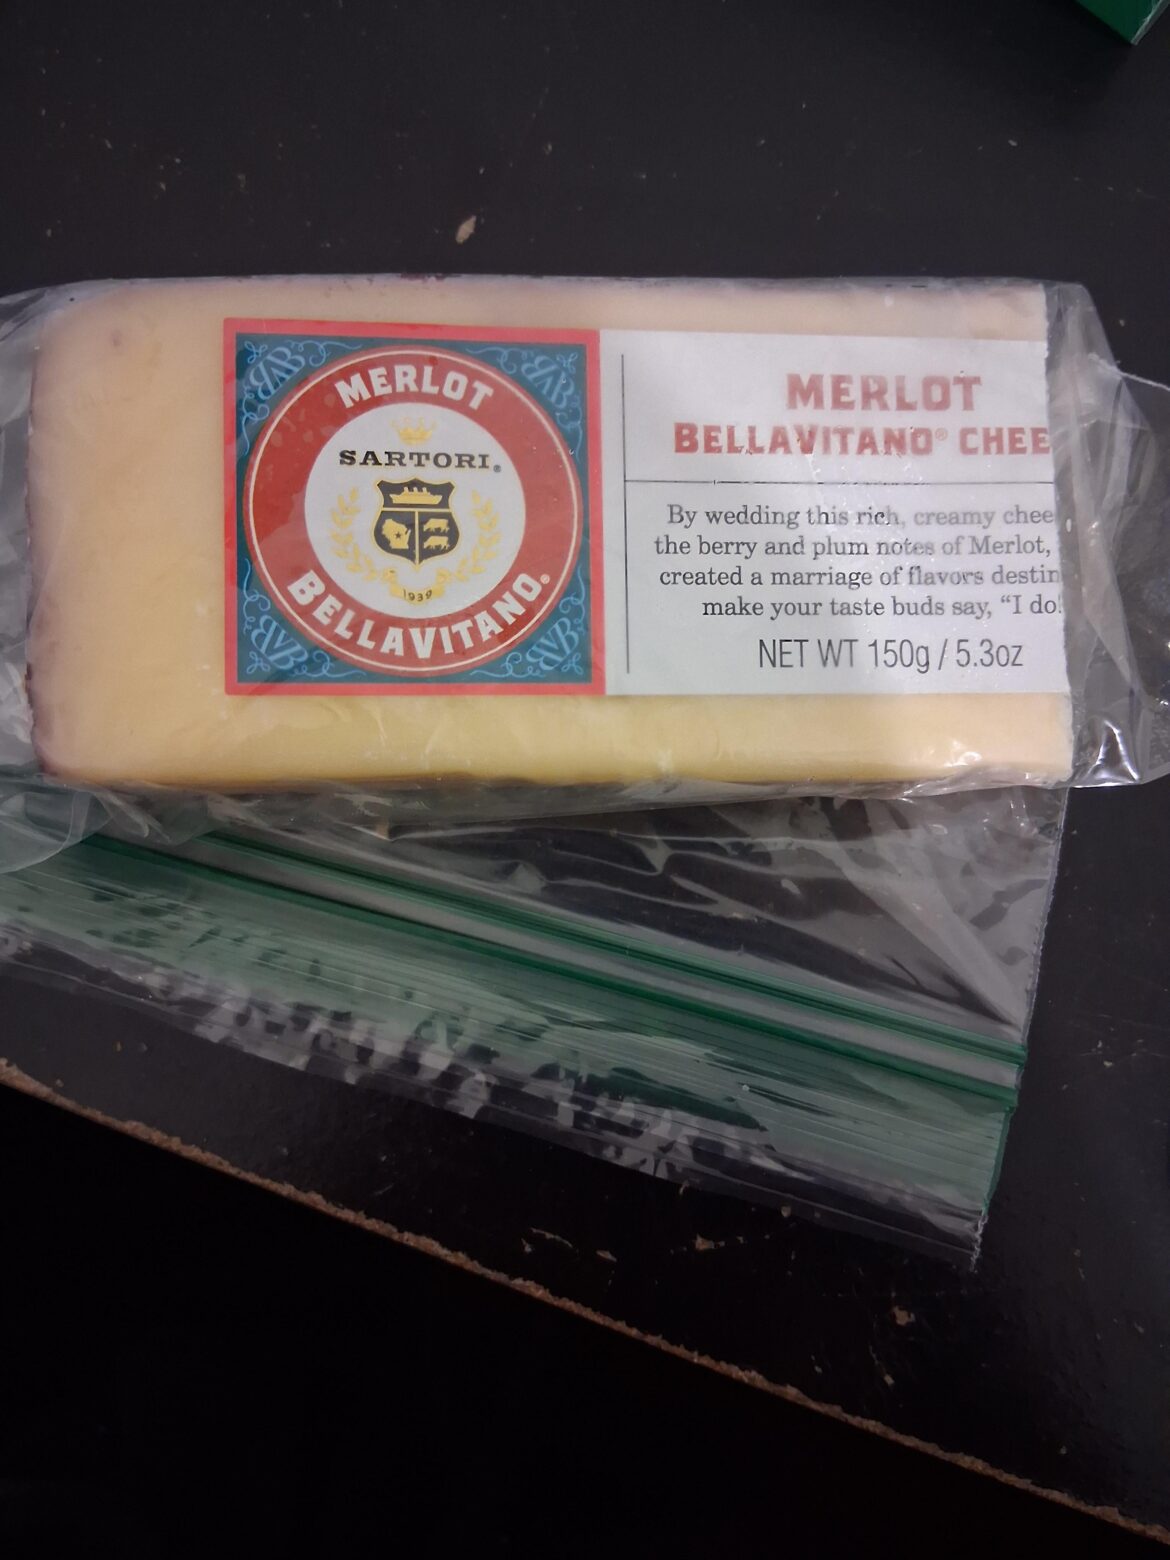 MERLOT
SARTORI®
1939
BELLAVITANO®
MERLOT
BELLAVITANO® CHEE
By wedding this rich, creamy chee
the berry and plum notes of Merlot,
created a marriage of flavors destin
make your taste buds say, “I do!
NET WT 150g / 5.3oz